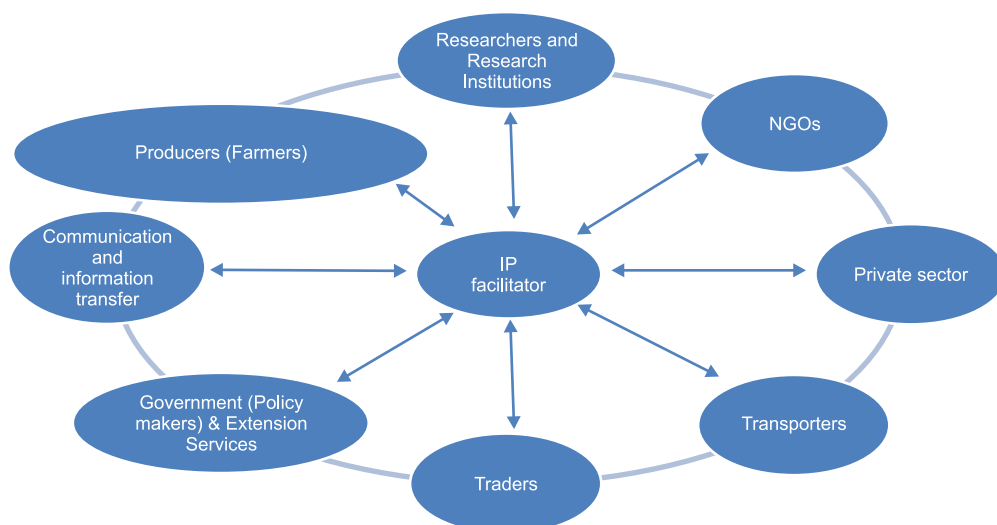 Researchers and
Research
Institutions
NGOs
Producers (Farmers)
Communication
and
information
transfer
IP
facilitator
Private sector
Government (Policy
makers) & Extension
Services
Transporters
Traders